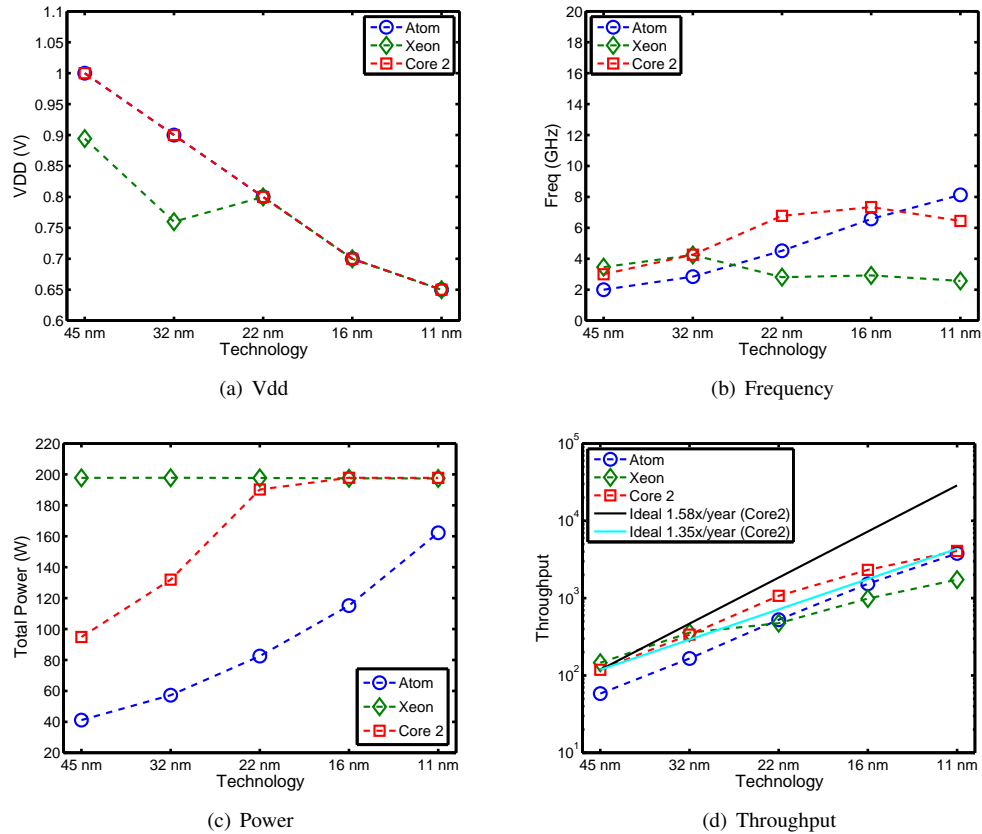 1.1
1.05
1
0.95
0.9
0.85
0.8
0.75
0.7
0.65
0.6
VDD (V)
45 nm 32 nm 22 nm 16 nm 11 nm
Technology
Atom
Xeon
Core 2
(a) Vdd
20
18
16
14
12
10
8
6
4
2
0
Freq (GHz)
45 nm 32 nm 22 nm 16 nm 11 nm
Technology
Atom
Xeon
Core 2
(b) Frequency
220
200
180
160
140
120
100
80
60
40
20
Total Power (W)
45 nm 32 nm 22 nm 16 nm 11 nm
Technology
Atom
Xeon
Core 2
(c) Power
10^5
10^4
10^3
10^2
10^1
Throughput
45 nm 32 nm 22 nm 16 nm 11 nm
Technology
Atom
Xeon
Core 2
Ideal 1.58x/year (Core2)
Ideal 1.35x/year (Core2)
(d) Throughput